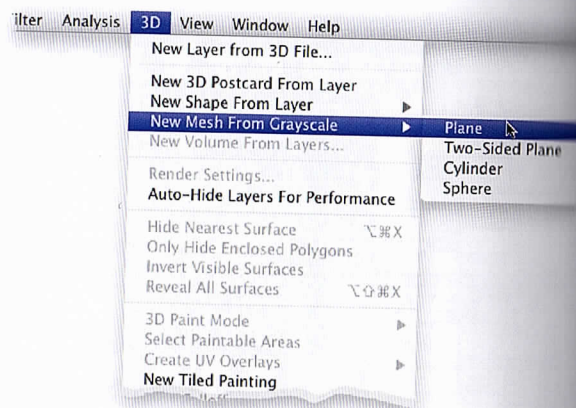 ilter Analysis 3D View Window Help
New Layer from 3D File...
New 3D Postcard From Layer
New Shape From Layer
New Mesh From Grayscale
Plane
Two-Sided Plane
Cylinder
Sphere
New Volume From Layers...
Render Settings...
Auto-Hide Layers For Performance
Hide Nearest Surface ⌥⌘X
Only Hide Enclosed Polygons
Invert Visible Surfaces
Reveal All Surfaces ⌥⇧⌘X
3D Paint Mode
Select Paintable Areas
Create UV Overlays
New Tiled Painting